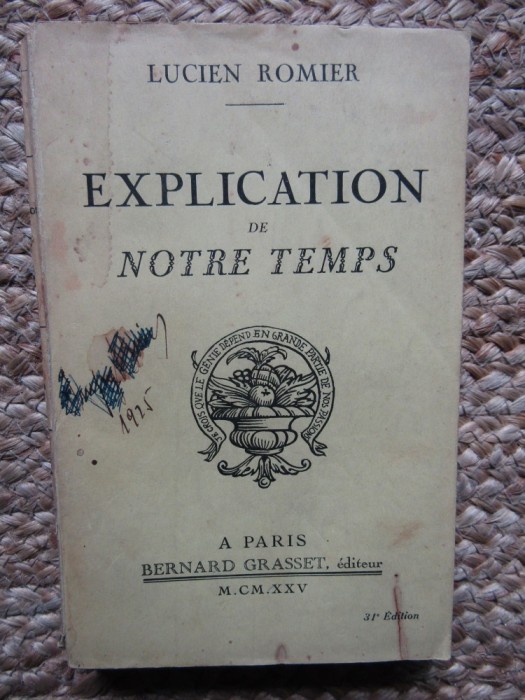 LUCIEN ROMIER
EXPLICATION
DE
NOTRE TEMPS
JE CROIS QUE LE GÉNIE DÉPEND EN GRANDE PARTIE DE NOS PASSIONS
1925
A PARIS
BERNARD GRASSET, éditeur
M.CM.XXV
31e Édition